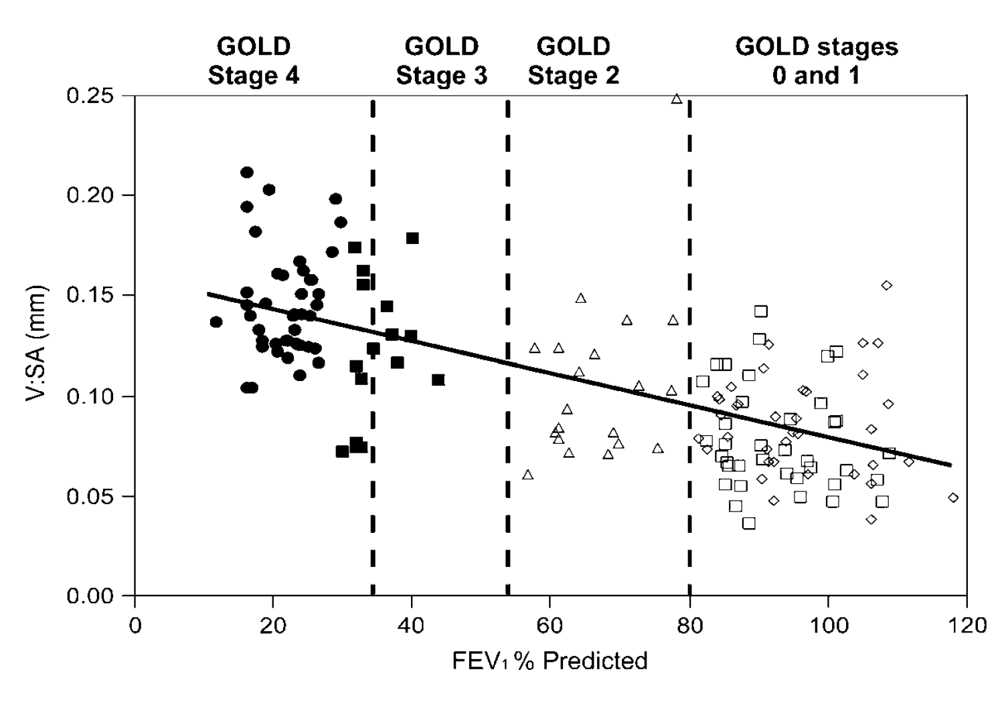 GOLD
Stage 4
GOLD
Stage 3
GOLD
Stage 2
GOLD stages
0 and 1
0.25
0.20
0.15
0.10
0.05
0.00
V:SA (mm)
0 20 40 60 80 100 120
FEV₁ % Predicted